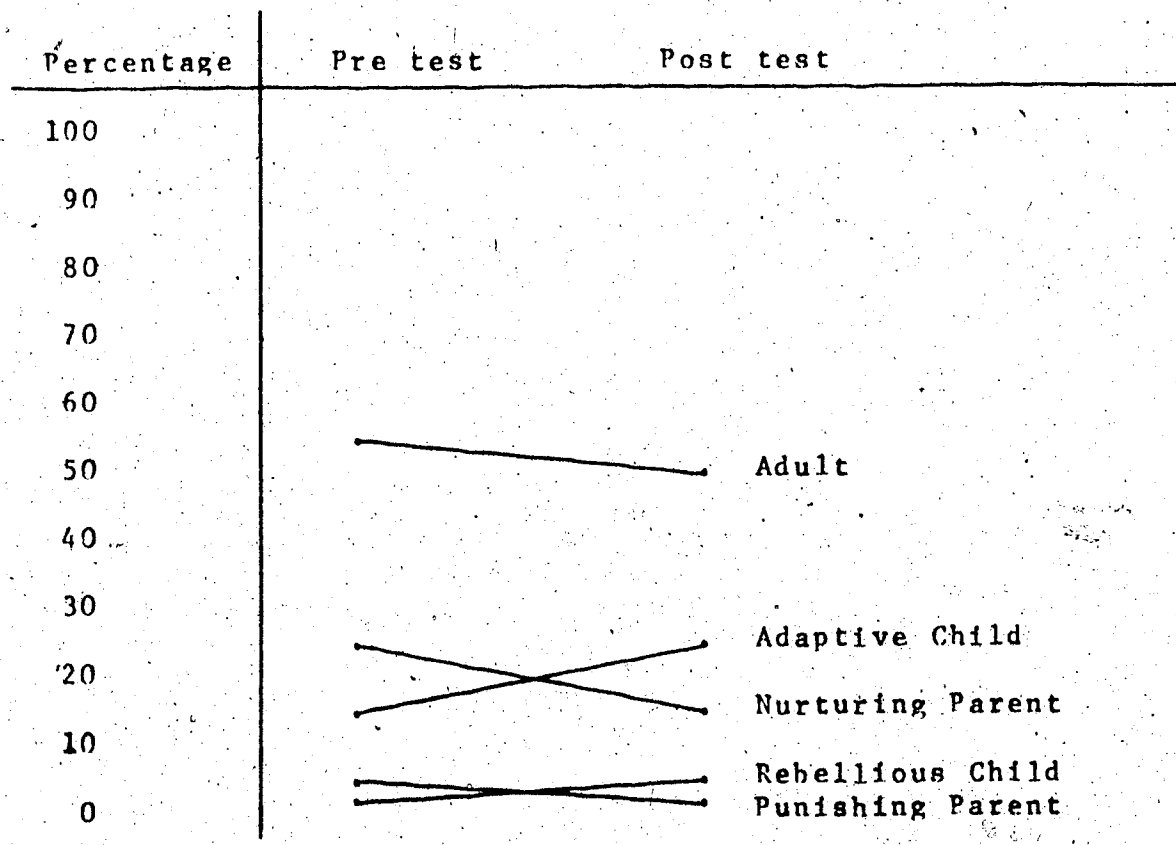 Percentage Pre test Post test
100
90
80
70
60
50 Adult
40
30
Adaptive Child
20
Nurturing Parent
10
Rebellious Child
0 Punishing Parent